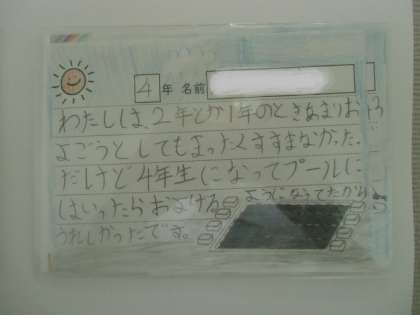 4年 名前
わたしは、2年とか1年のときあまりおよ
よごうとしてもまったくすすまなかった。
だけど4年生になってプールに
はいったらおよげる ようになってたから
うれしかったです。